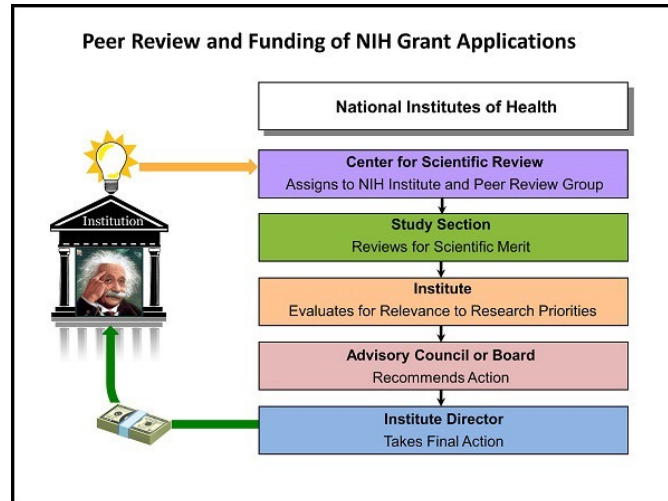 Peer Review and Funding of NIH Grant Applications
National Institutes of Health
Center for Scientific Review
Assigns to NIH Institute and Peer Review Group
Institution
Study Section
Reviews for Scientific Merit
Institute
Evaluates for Relevance to Research Priorities
Advisory Council or Board
Recommends Action
Institute Director
Takes Final Action